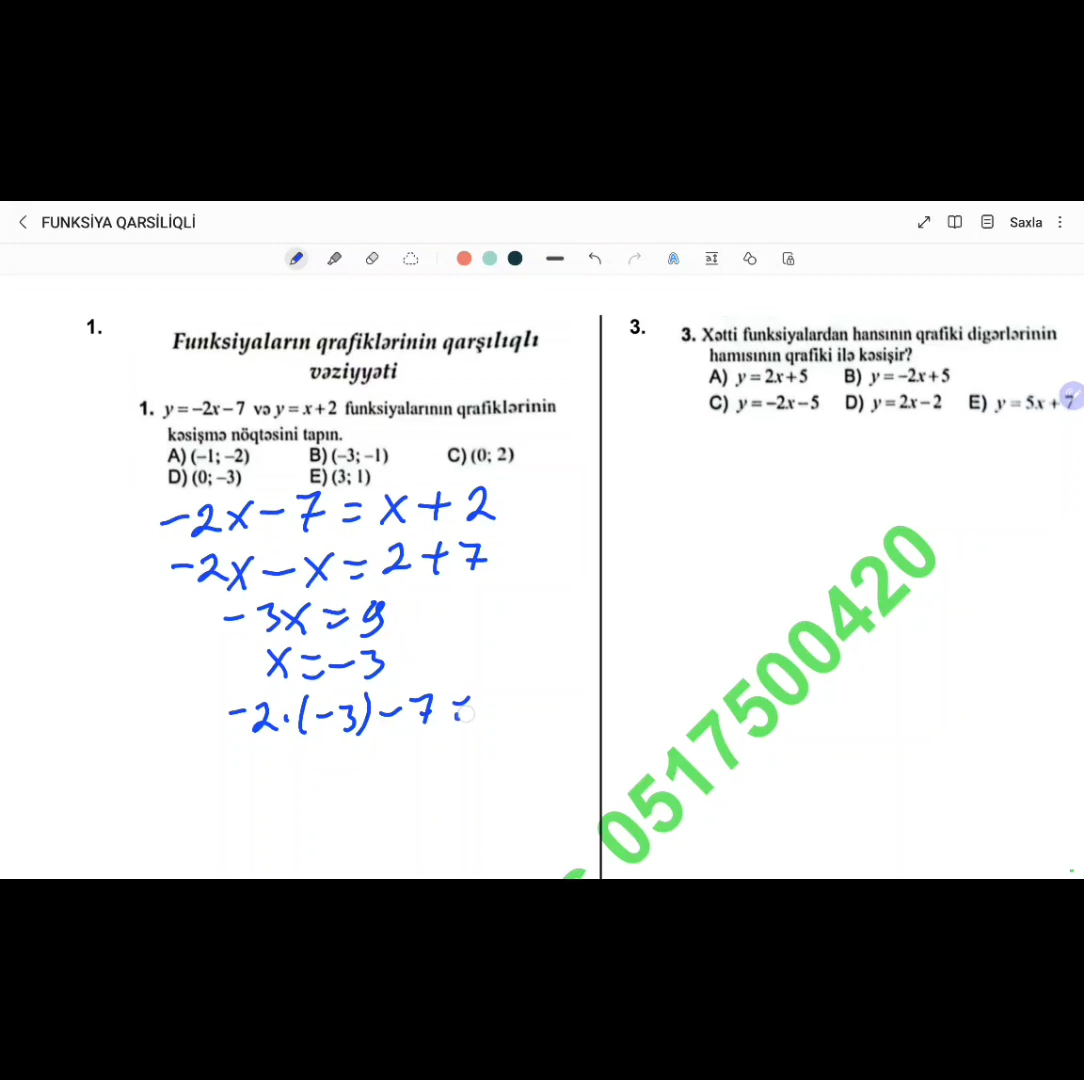 FUNKSİYA QARSİLİQLİ
Saxla
1.
Funksiyaların qrafiklərinin qarşılıqlı
vəziyyəti
1. y = −2x − 7 və y = x + 2 funksiyalarının qrafiklərinin
kəsişmə nöqtəsini tapın.
A) (−1; −2) B) (−3; −1) C) (0; 2)
D) (0; −3) E) (3; 1)
-2x-7=x+2
-2x-x=2+7
-3x=9
x=-3
-2·(-3)-7=
3.
3. Xətti funksiyalardan hansının qrafiki digərlərinin
hamısının qrafiki ilə kəsişir?
A) y = 2x + 5 B) y = −2x + 5
C) y = −2x − 5 D) y = 2x − 2 E) y = 5x + 7
0517500420